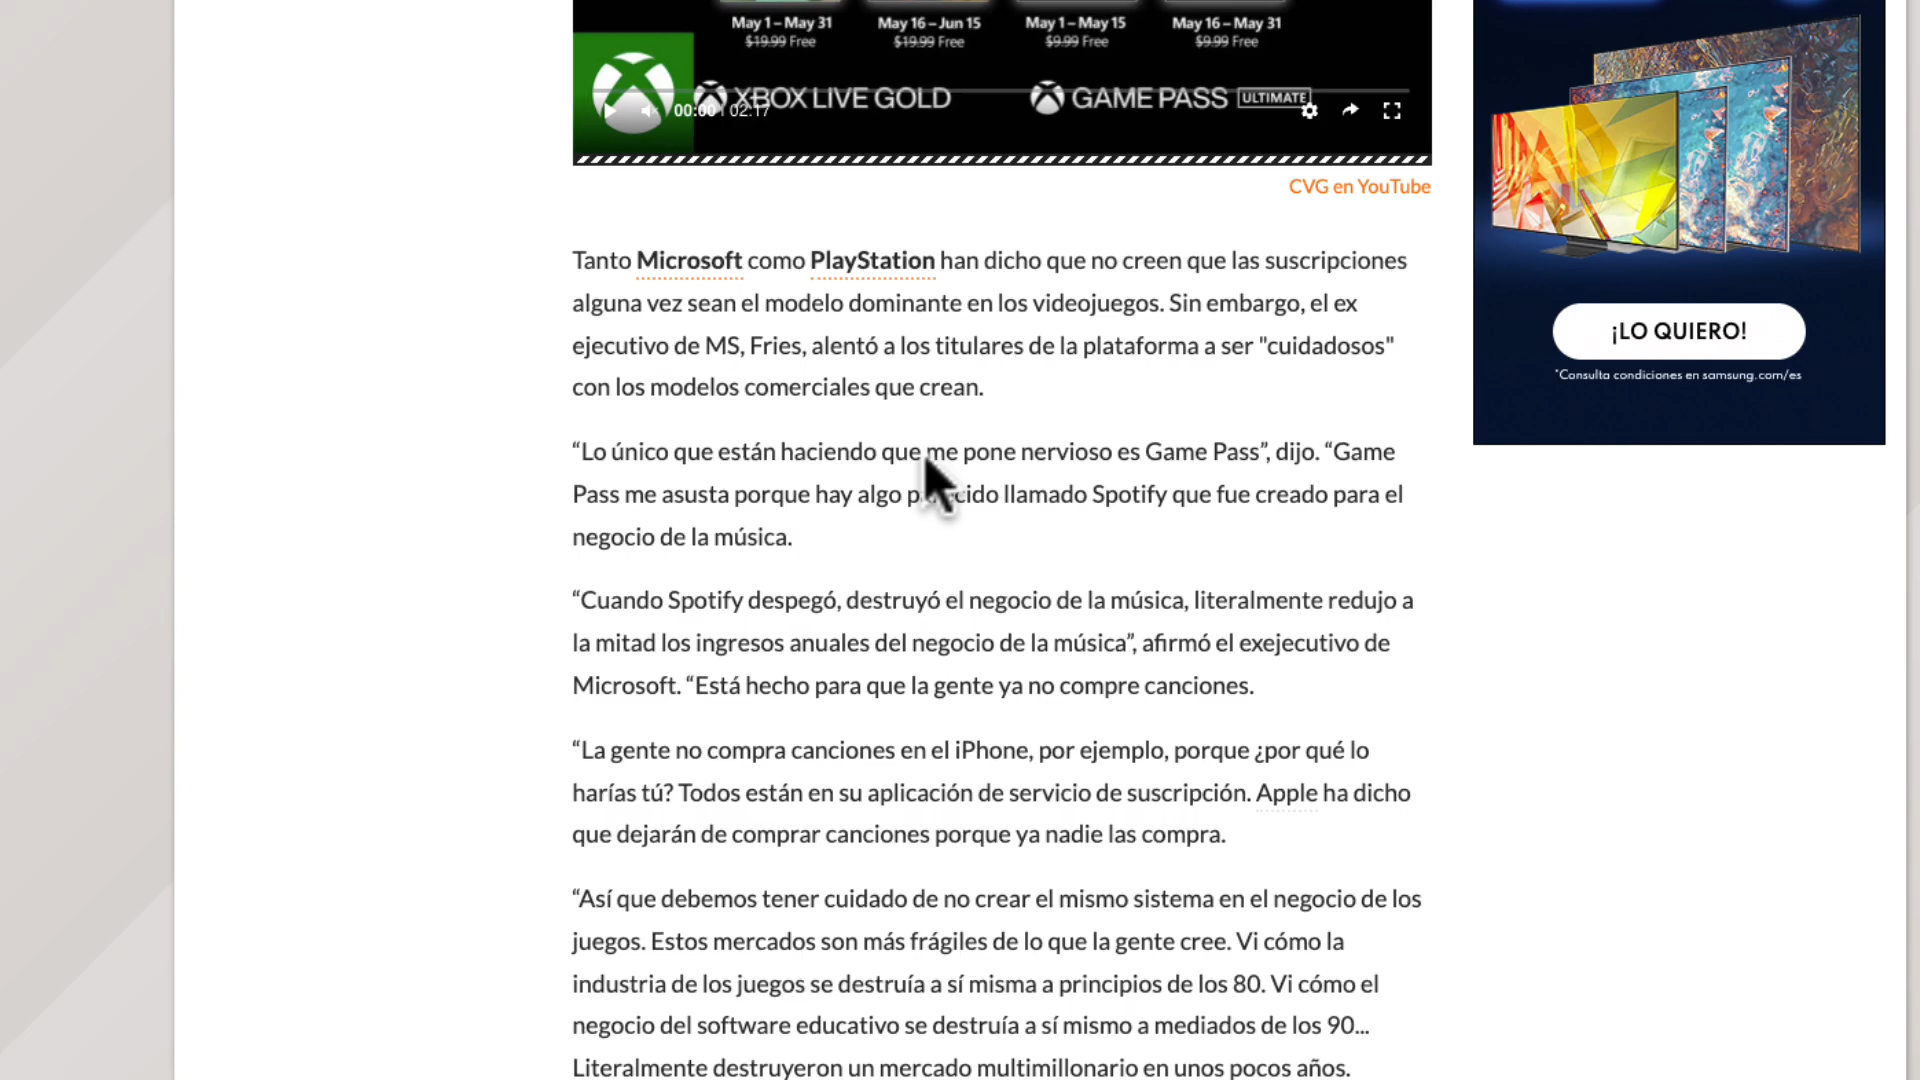 May 1 – May 31
May 16 – Jun 15
May 1 – May 15
May 16 – May 31
$19.99 Free
$19.99 Free
$9.99 Free
$9.99 Free
XBOX LIVE GOLD
GAME PASS ULTIMATE
00:00 / 02:17
CVG en YouTube
Tanto Microsoft como PlayStation han dicho que no creen que las suscripciones
alguna vez sean el modelo dominante en los videojuegos. Sin embargo, el ex
ejecutivo de MS, Fries, alentó a los titulares de la plataforma a ser "cuidadosos"
con los modelos comerciales que crean.
“Lo único que están haciendo que me pone nervioso es Game Pass”, dijo. “Game
Pass me asusta porque hay algo parecido llamado Spotify que fue creado para el
negocio de la música.
“Cuando Spotify despegó, destruyó el negocio de la música, literalmente redujo a
la mitad los ingresos anuales del negocio de la música”, afirmó el exejecutivo de
Microsoft. “Está hecho para que la gente ya no compre canciones.
“La gente no compra canciones en el iPhone, por ejemplo, porque ¿por qué lo
harías tú? Todos están en su aplicación de servicio de suscripción. Apple ha dicho
que dejarán de comprar canciones porque ya nadie las compra.
“Así que debemos tener cuidado de no crear el mismo sistema en el negocio de los
juegos. Estos mercados son más frágiles de lo que la gente cree. Vi cómo la
industria de los juegos se destruía a sí misma a principios de los 80. Vi cómo el
negocio del software educativo se destruía a sí mismo a mediados de los 90...
Literalmente destruyeron un mercado multimillonario en unos pocos años.
¡LO QUIERO!
*Consulta condiciones en samsung.com/es